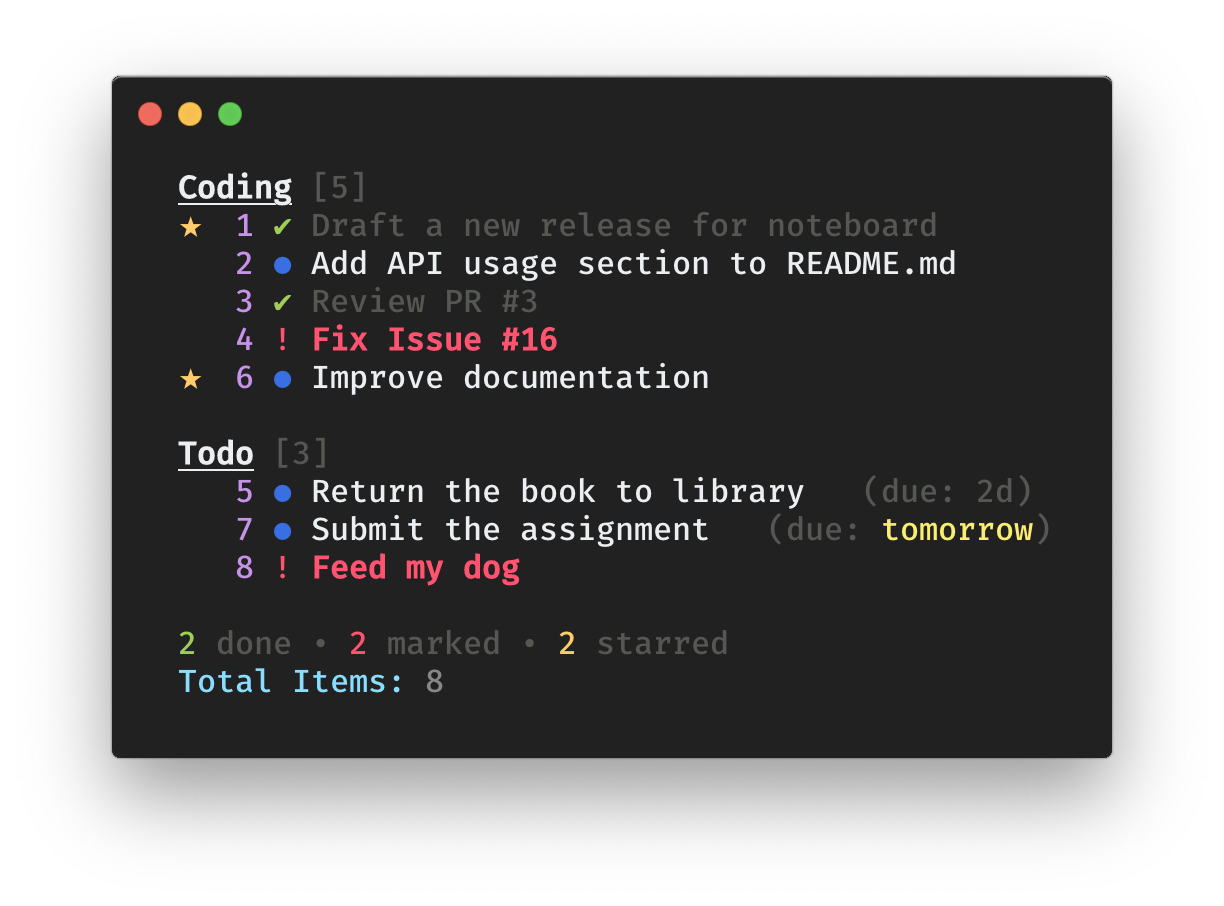 Coding [5]
★ 1 ✔ Draft a new release for noteboard
2 ● Add API usage section to README.md
3 ✔ Review PR #3
4 ! Fix Issue #16
★ 6 ● Improve documentation
Todo [3]
5 ● Return the book to library (due: 2d)
7 ● Submit the assignment (due: tomorrow)
8 ! Feed my dog
2 done • 2 marked • 2 starred
Total Items: 8